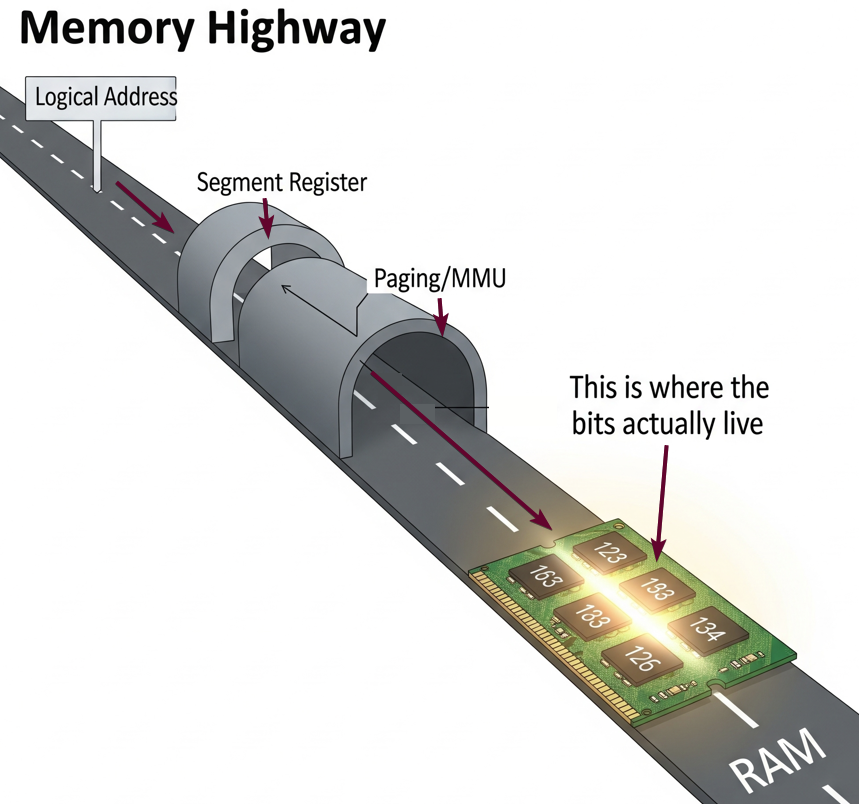 Memory Highway
Logical Address
Segment Register
Paging/MMU
This is where the
bits actually live
123
163
193
183
134
126
RAM